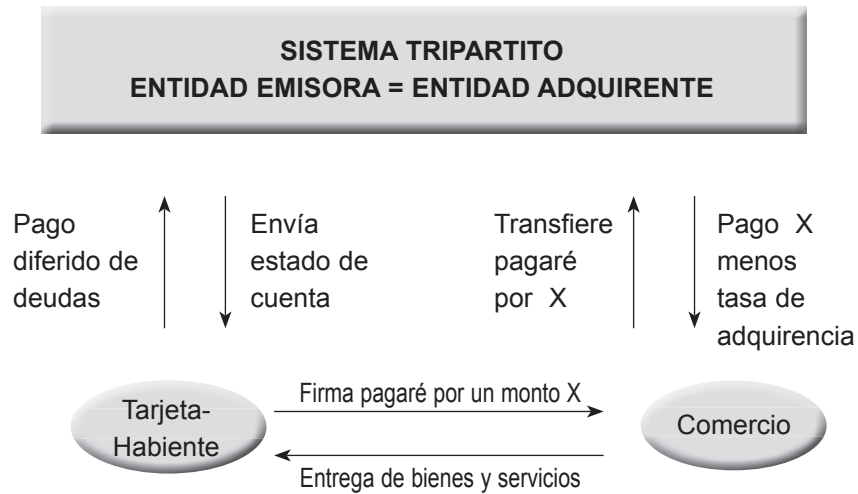 SISTEMA TRIPARTITO
ENTIDAD EMISORA = ENTIDAD ADQUIRENTE
Pago
diferido de
deudas
Envía
estado de
cuenta
Transfiere
pagaré
por X
Pago X
menos
tasa de
adquirencia
Tarjeta-
Habiente
Firma pagaré por un monto X
Entrega de bienes y servicios
Comercio